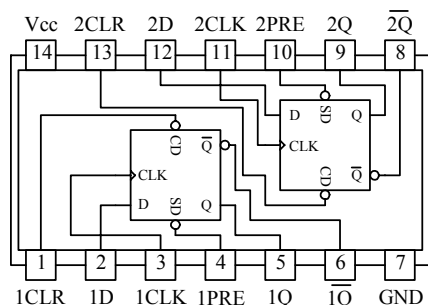 Vcc 2CLR 2D 2CLK 2PRE 2Q 2Q̅
14 13 12 11 10 9 8
SD
D Q
CLK
CD Q̅
CD Q̅
CLK
D SD Q
1 2 3 4 5 6 7
1CLR 1D 1CLK 1PRE 1Q 1Q̅ GND